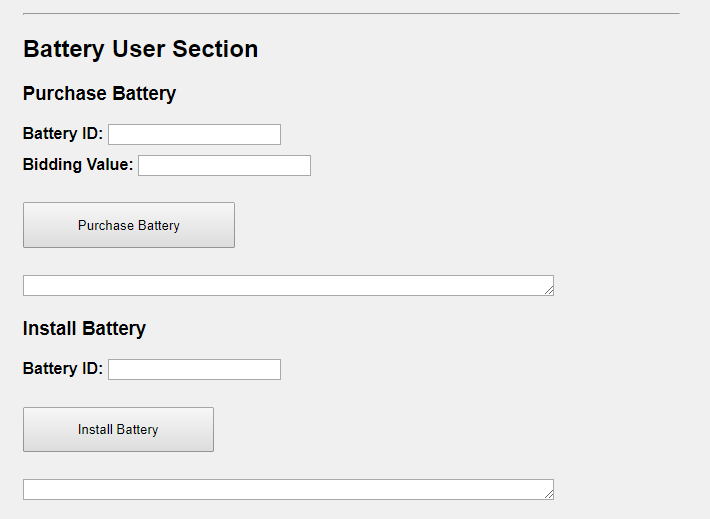 Battery User Section
Purchase Battery
Battery ID:
Bidding Value:
Purchase Battery
Install Battery
Battery ID:
Install Battery